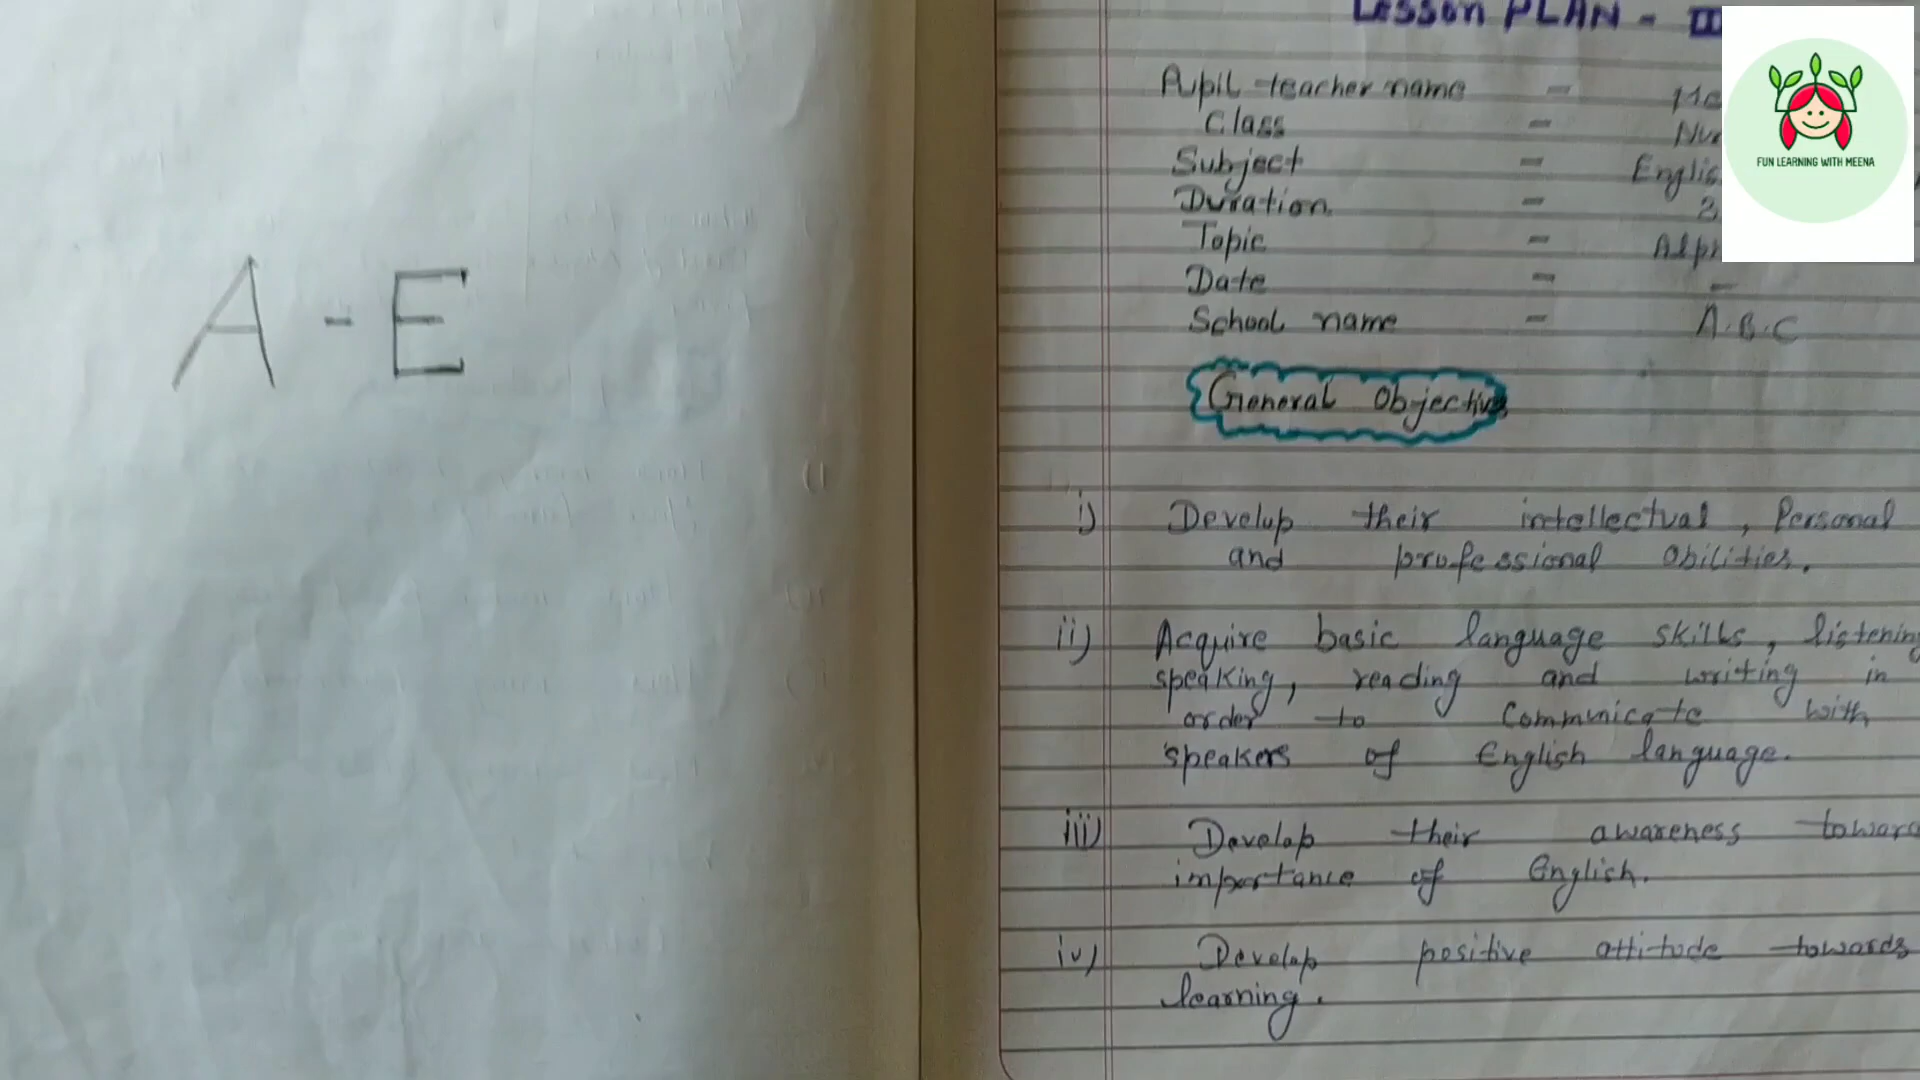 A - E
LESSON PLAN - III
Pupil-teacher name -
Class -
Subject - Englis
Duration -
Topic - Alp
Date - -
School name - A.B.C
General Objective
i) Develop their intellectual, Personal
and professional abilities.
ii) Acquire basic language skills, listening
speaking, reading and writing in
order to Communicate with
speakers of English language.
iii) Develop their awareness toward
importance of English.
iv) Develop positive attitude towards
learning.
FUN LEARNING WITH MEENA